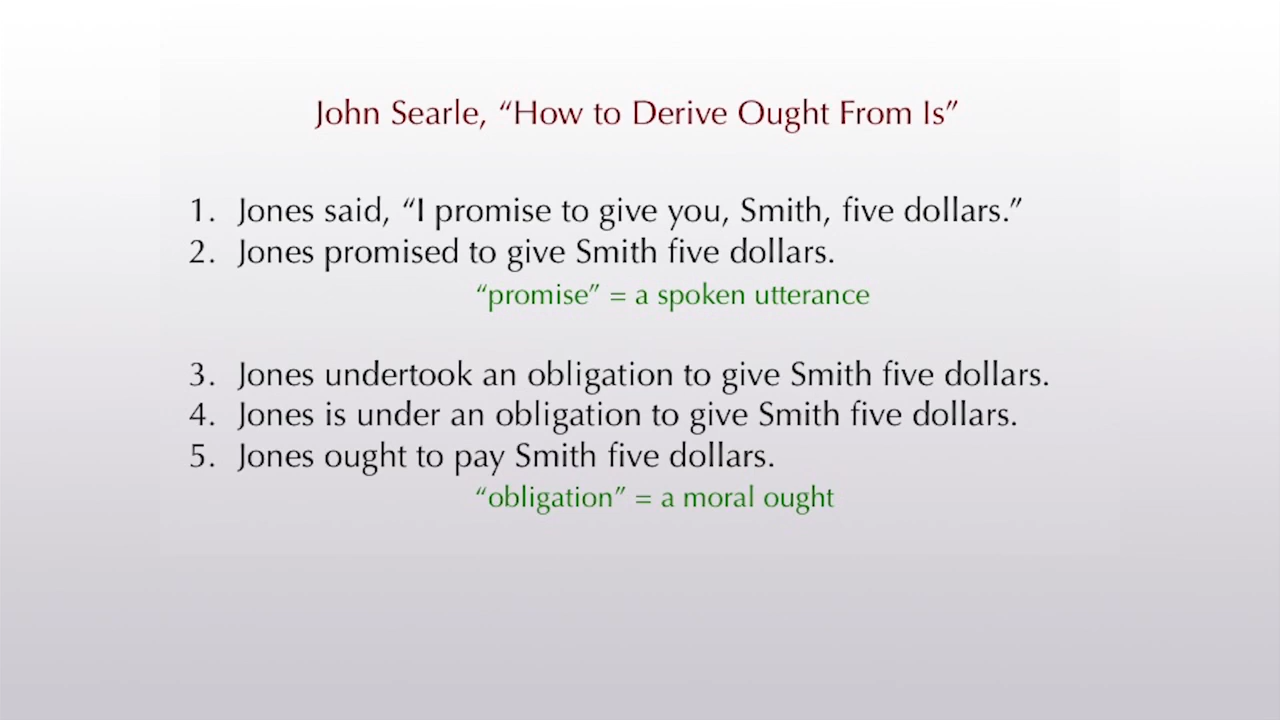 John Searle, “How to Derive Ought From Is”
1. Jones said, “I promise to give you, Smith, five dollars.”
2. Jones promised to give Smith five dollars.
“promise” = a spoken utterance
3. Jones undertook an obligation to give Smith five dollars.
4. Jones is under an obligation to give Smith five dollars.
5. Jones ought to pay Smith five dollars.
“obligation” = a moral ought